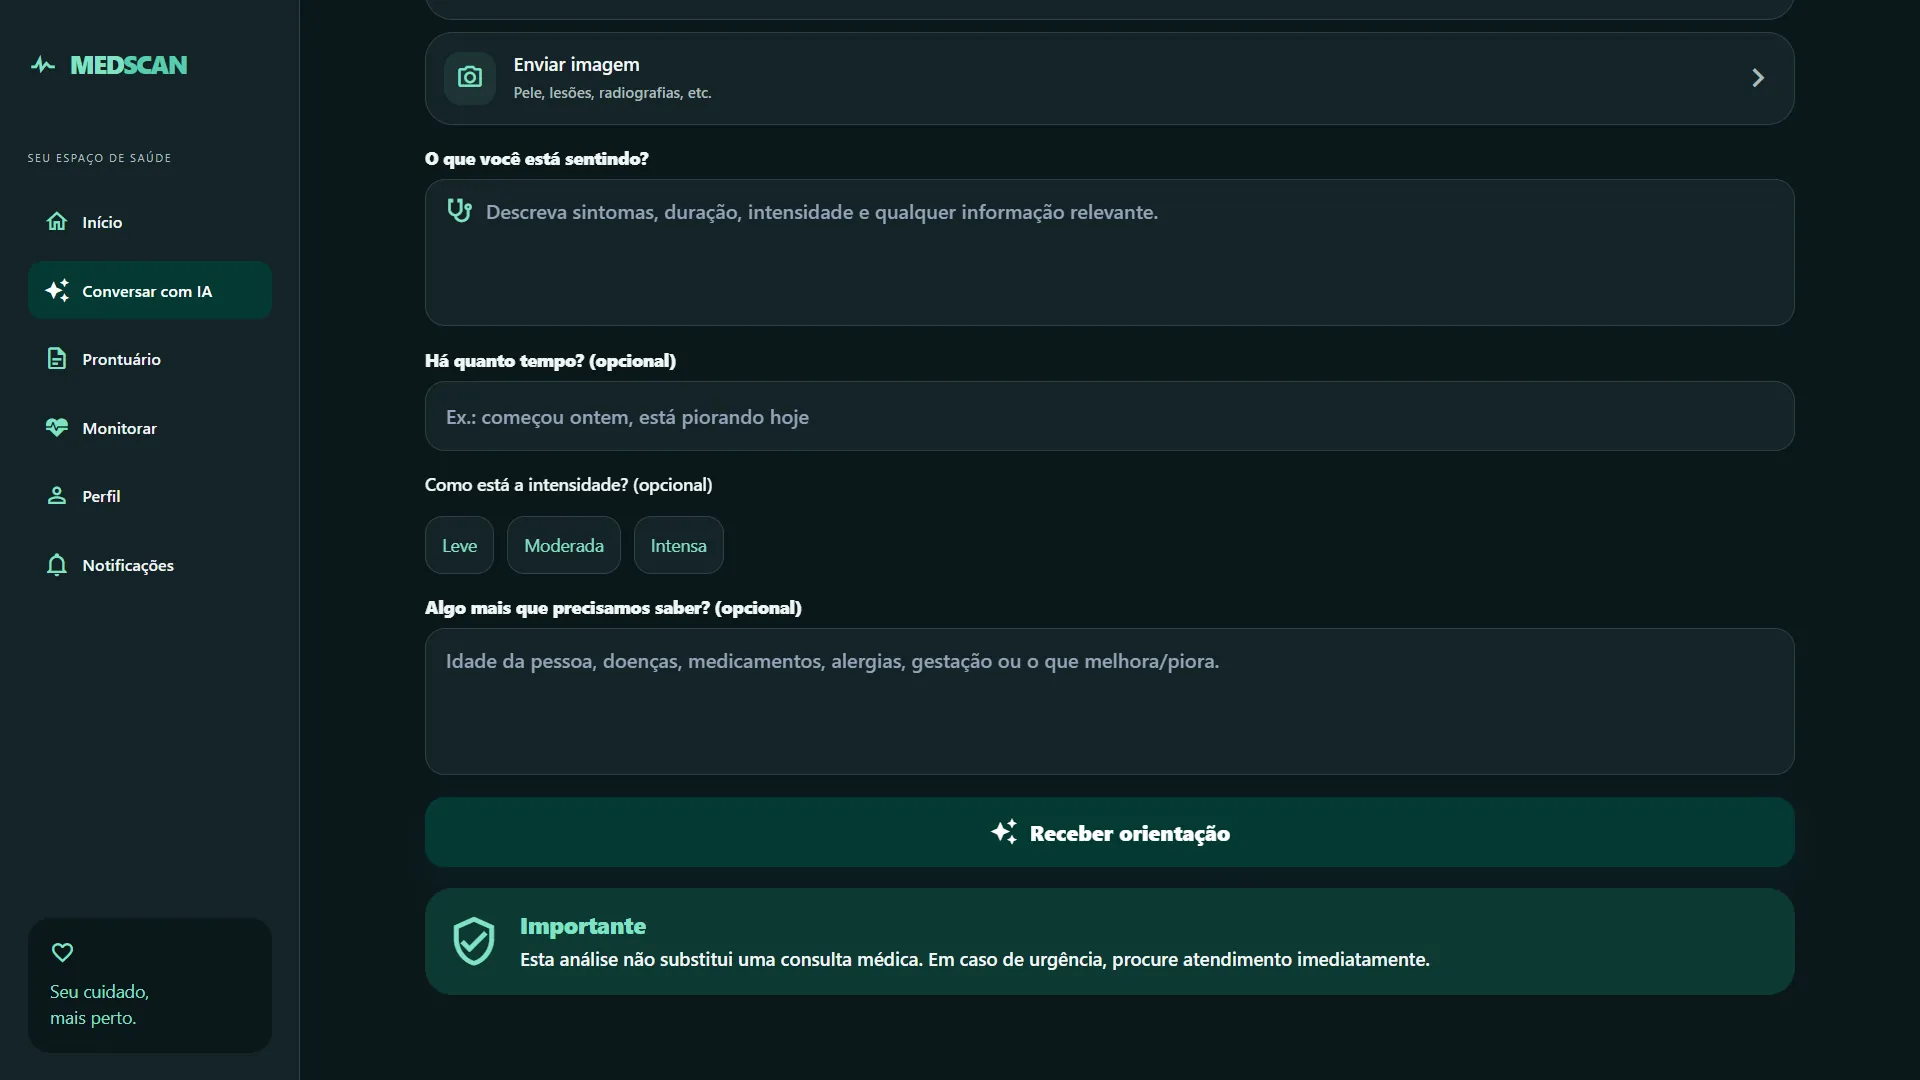 MEDSCAN
SEU ESPAÇO DE SAÚDE
Início
Conversar com IA
Prontuário
Monitorar
Perfil
Notificações
Seu cuidado,
mais perto.
Enviar imagem
Pele, lesões, radiografias, etc.
O que você está sentindo?
Descreva sintomas, duração, intensidade e qualquer informação relevante.
Há quanto tempo? (opcional)
Ex.: começou ontem, está piorando hoje
Como está a intensidade? (opcional)
Leve
Moderada
Intensa
Algo mais que precisamos saber? (opcional)
Idade da pessoa, doenças, medicamentos, alergias, gestação ou o que melhora/piora.
Receber orientação
Importante
Esta análise não substitui uma consulta médica. Em caso de urgência, procure atendimento imediatamente.